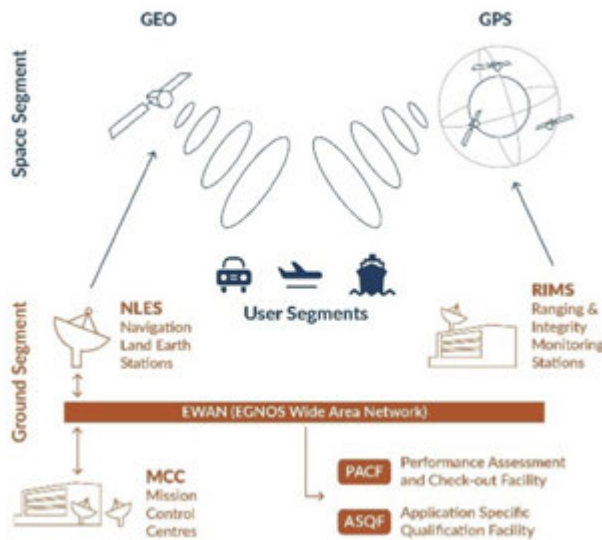 GEO
GPS
Space Segment
User Segments
NLES
Navigation
Land Earth
Stations
RIMS
Ranging &
Integrity
Monitoring
Stations
Ground Segment
EWAN (EGNOS Wide Area Network)
MCC
Mission
Control
Centres
PACF
Performance Assessment
and Check-out Facility
ASQF
Application Specific
Qualification Facility